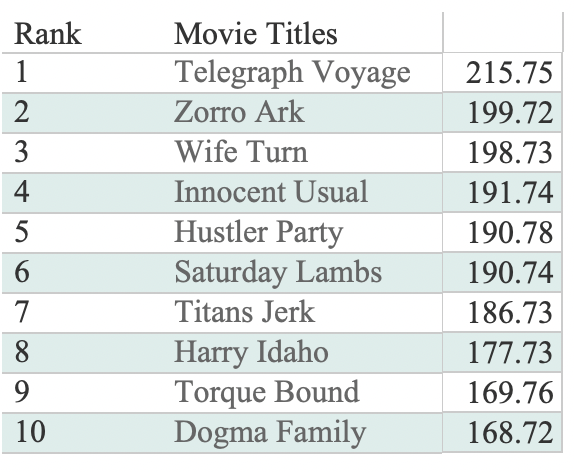 Rank Movie Titles
1 Telegraph Voyage 215.75
2 Zorro Ark 199.72
3 Wife Turn 198.73
4 Innocent Usual 191.74
5 Hustler Party 190.78
6 Saturday Lambs 190.74
7 Titans Jerk 186.73
8 Harry Idaho 177.73
9 Torque Bound 169.76
10 Dogma Family 168.72